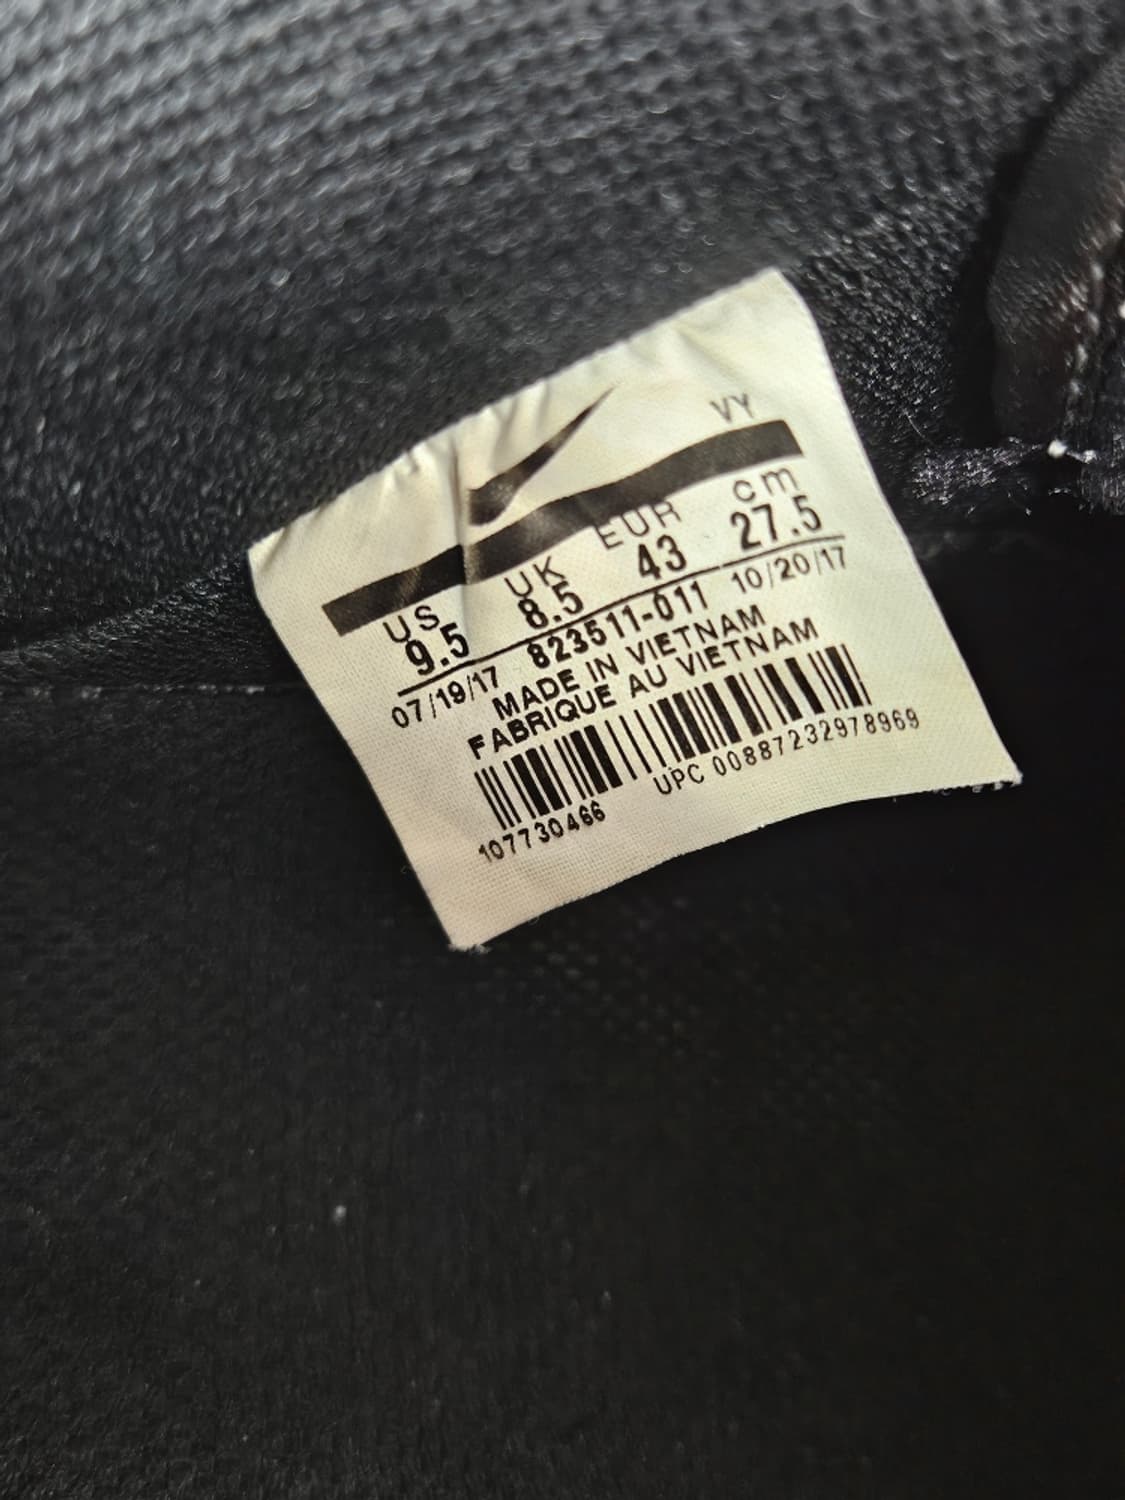 VY
US UK EUR cm
9.5 8.5 43 27.5
07/19/17 823511-011 10/20/17
MADE IN VIETNAM
FABRIQUE AU VIETNAM
107730466 UPC 00887232978969